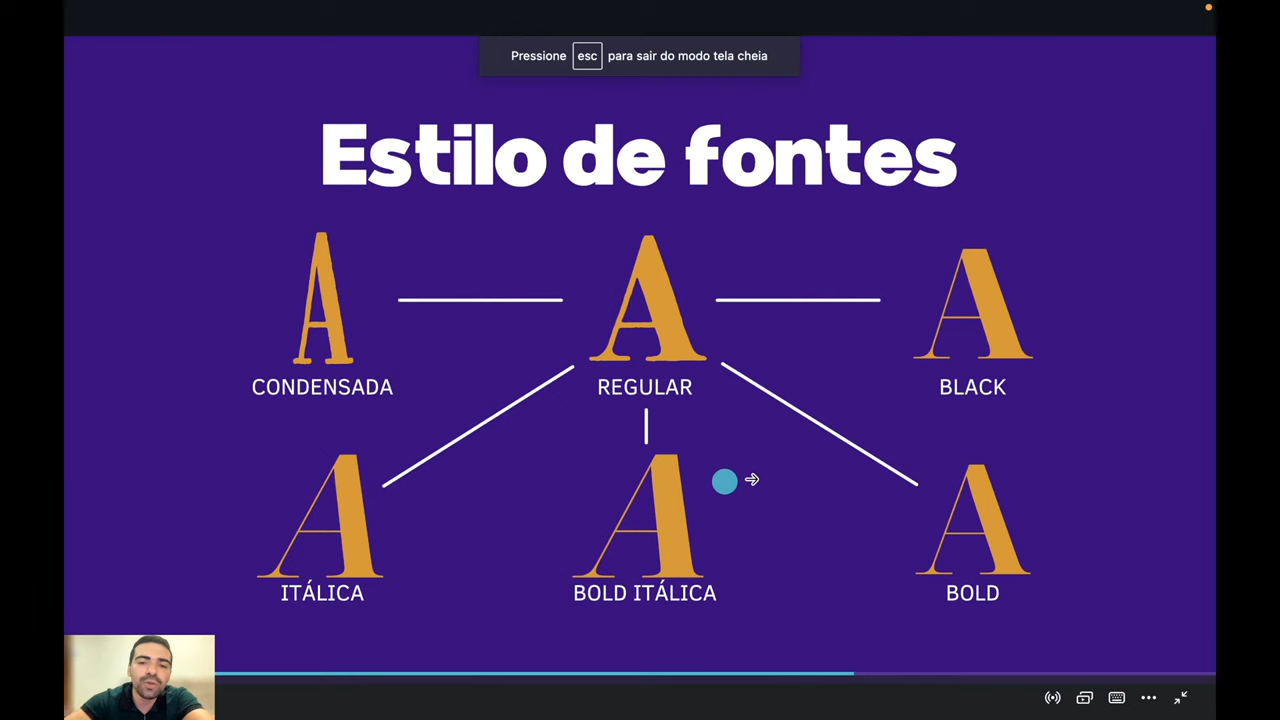 Pressione esc para sair do modo tela cheia
Estilo de fontes
A A A
CONDENSADA REGULAR BLACK
A A A
ITÁLICA BOLD ITÁLICA BOLD